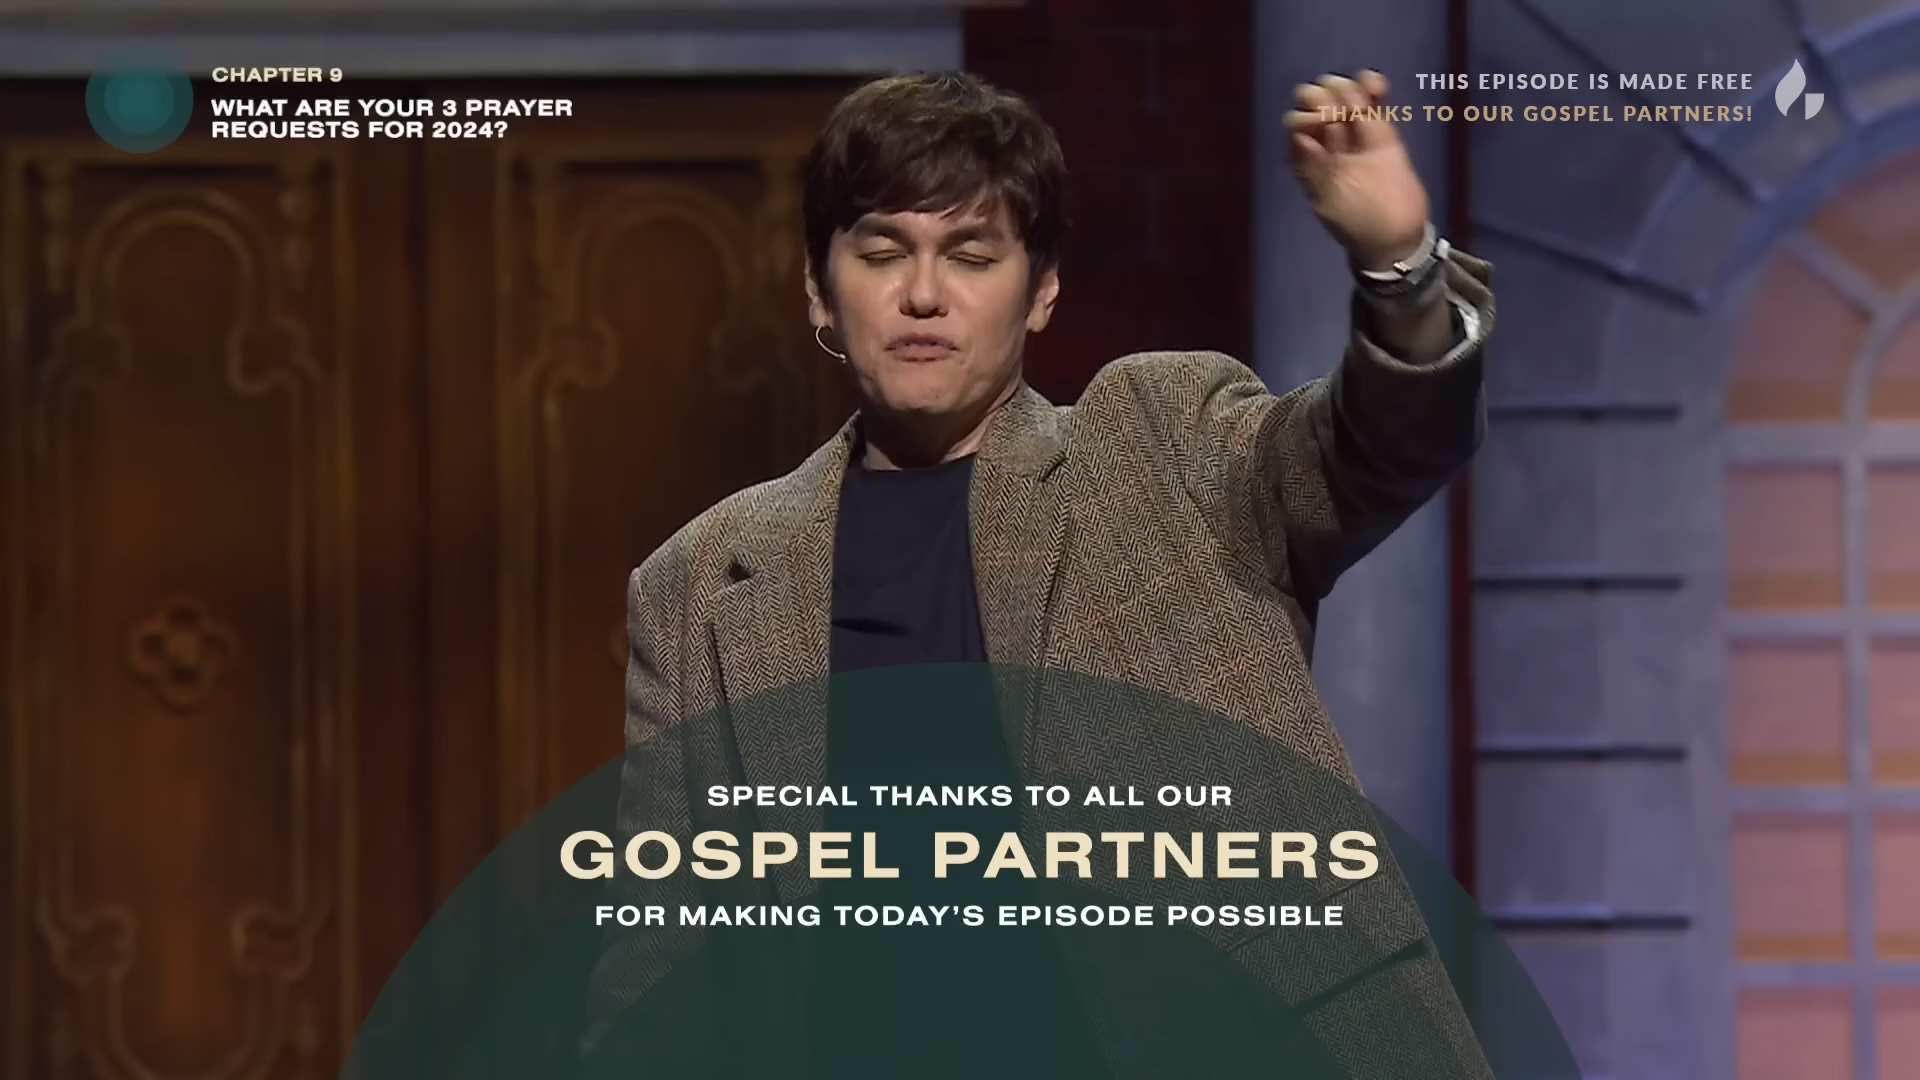 CHAPTER 9
WHAT ARE YOUR 3 PRAYER
REQUESTS FOR 2024?
THIS EPISODE IS MADE FREE
THANKS TO OUR GOSPEL PARTNERS!
SPECIAL THANKS TO ALL OUR
GOSPEL PARTNERS
FOR MAKING TODAY'S EPISODE POSSIBLE